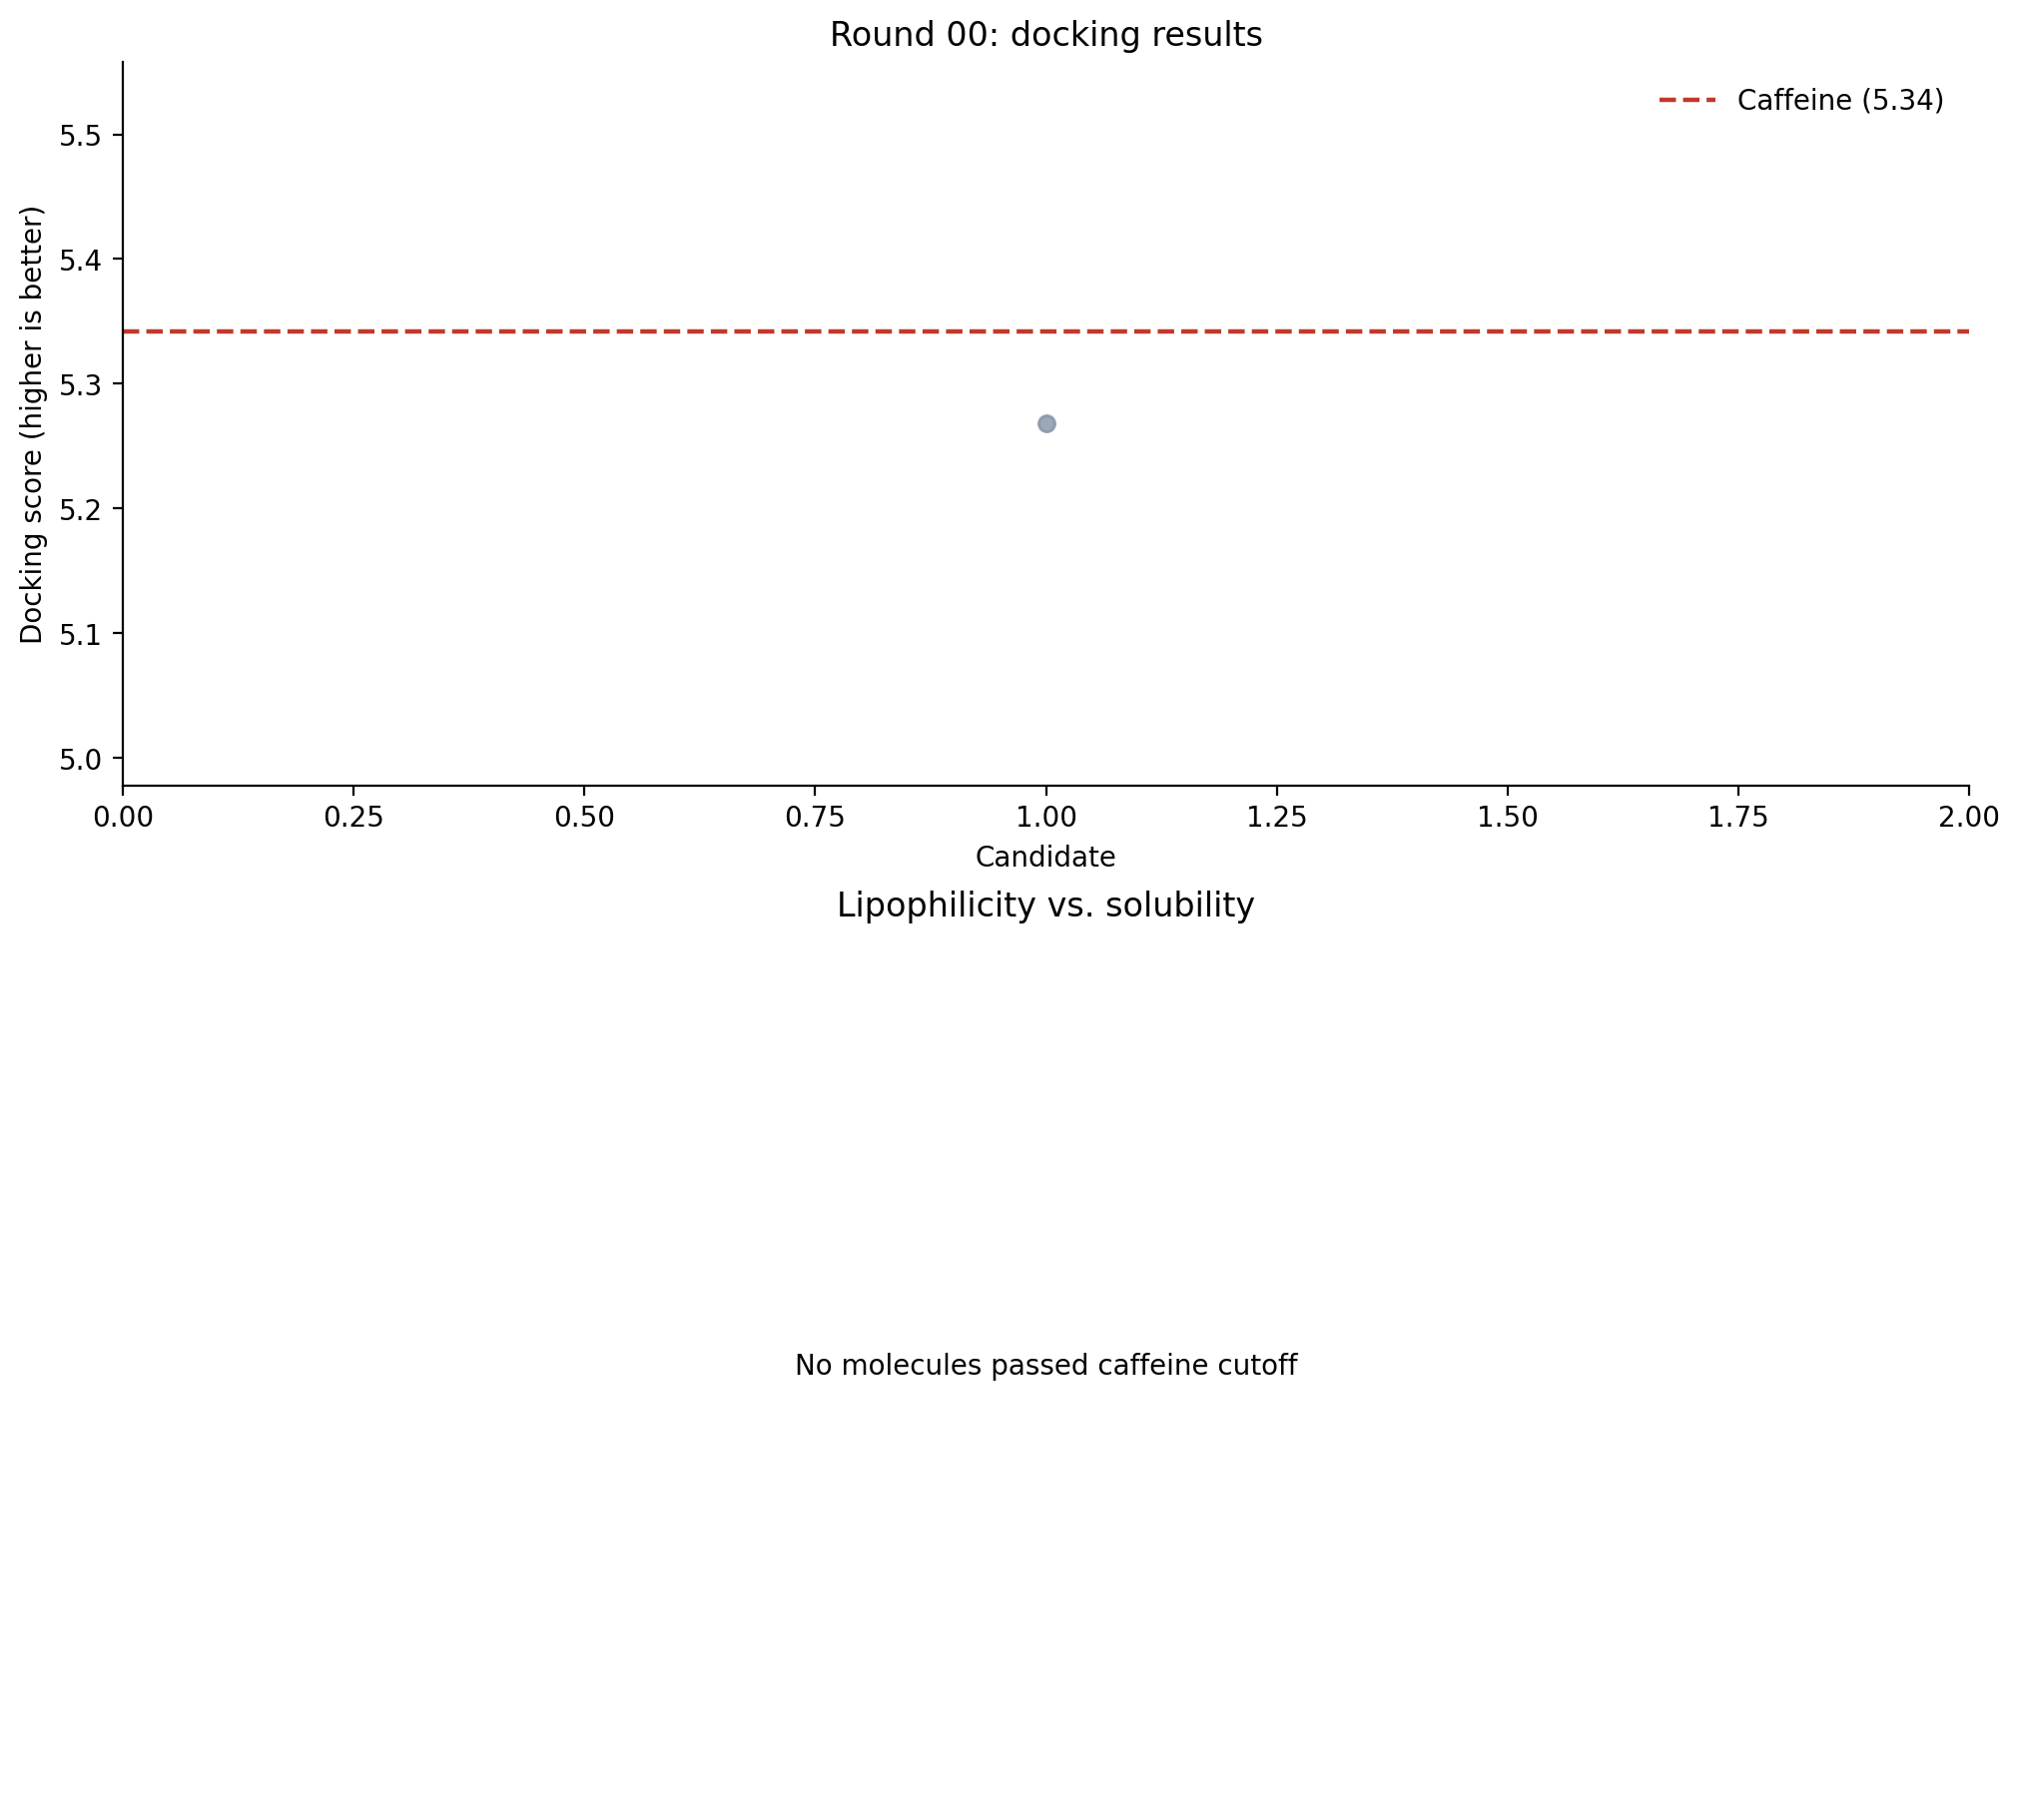 Round 00: docking results
Caffeine (5.34)
Docking score (higher is better)
5.5
5.4
5.3
5.2
5.1
5.0
0.00 0.25 0.50 0.75 1.00 1.25 1.50 1.75 2.00
Candidate
Lipophilicity vs. solubility
No molecules passed caffeine cutoff